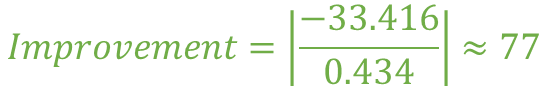 Improvement = |−33.416 / 0.434| ≈ 77